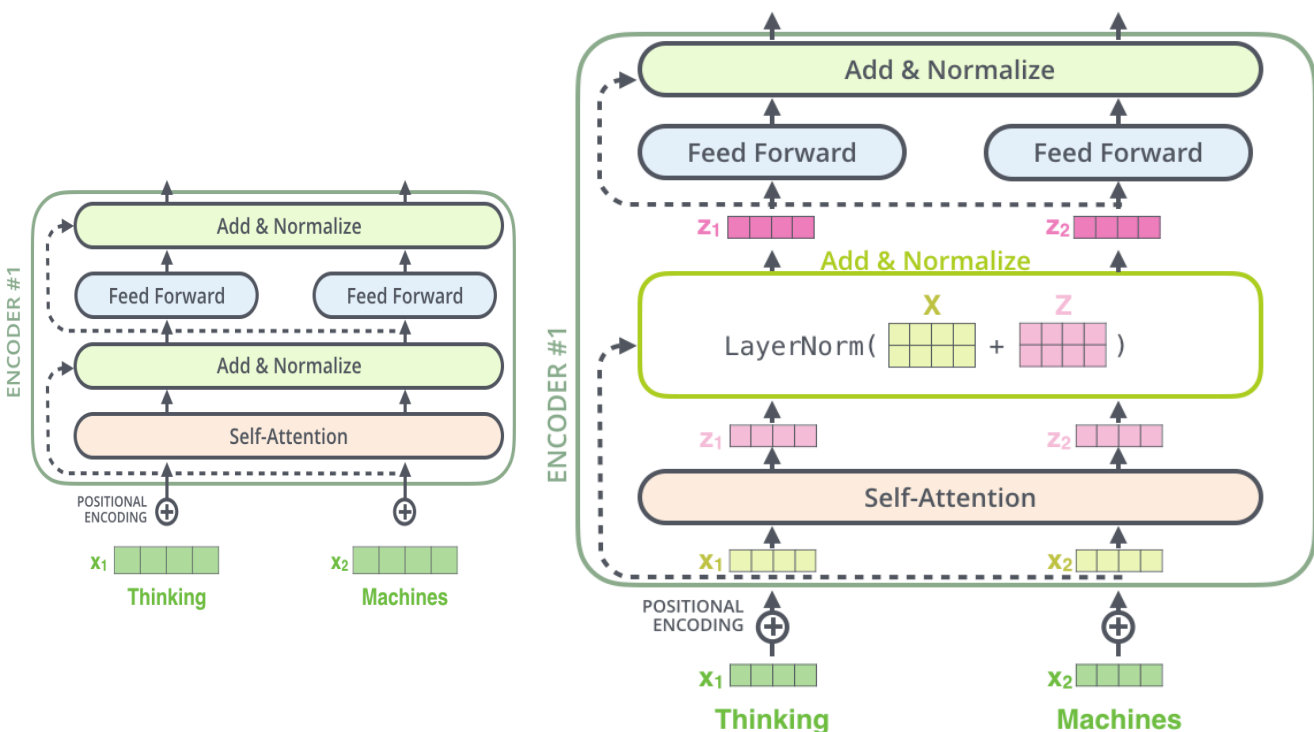 ENCODER #1
Add & Normalize
Feed Forward
Feed Forward
Add & Normalize
Self-Attention
POSITIONAL
ENCODING
x1
x2
Thinking
Machines
ENCODER #1
Add & Normalize
Feed Forward
Feed Forward
z1
z2
Add & Normalize
X
Z
LayerNorm( + )
z1
z2
Self-Attention
x1
x2
POSITIONAL
ENCODING
x1
x2
Thinking
Machines